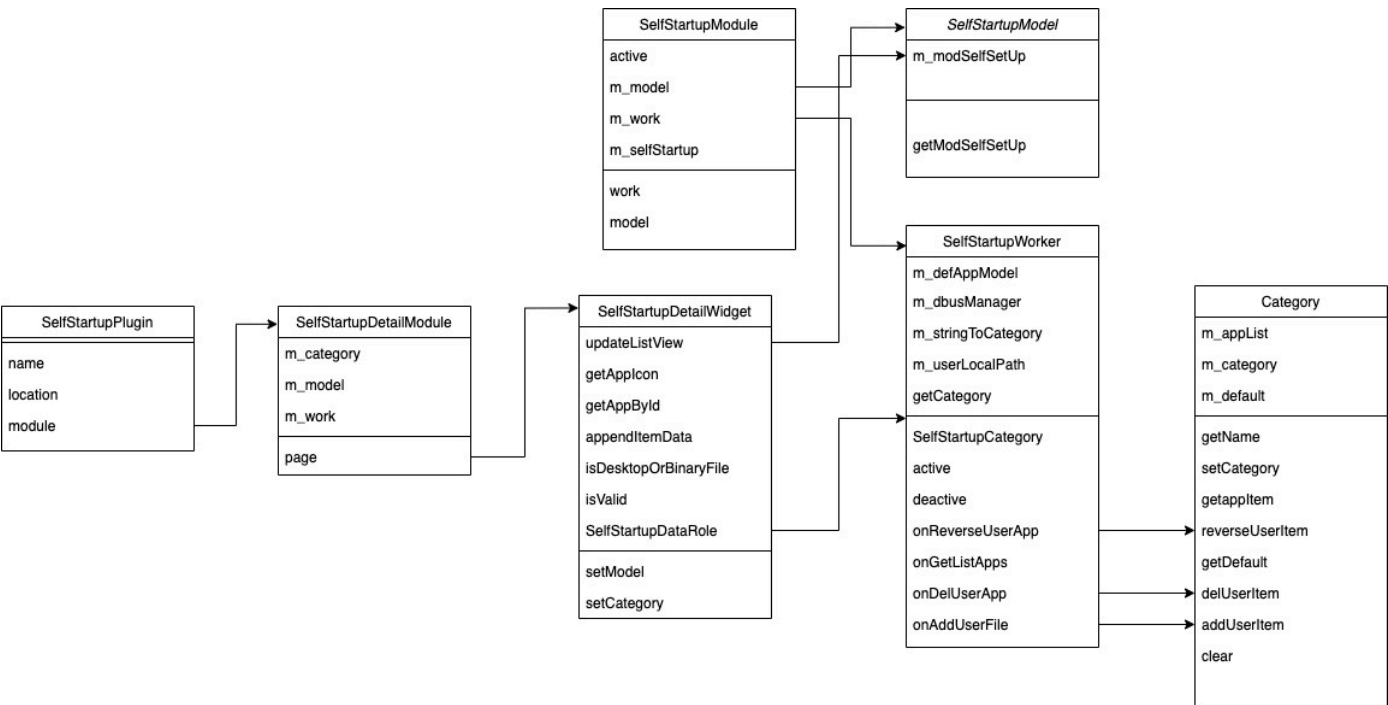 SelfStartupModule
active
m_model
m_work
m_selfStartup
work
model
SelfStartupModel
m_modSelfSetUp
getModSelfSetUp
SelfStartupPlugin
name
location
module
SelfStartupDetailModule
m_category
m_model
m_work
page
SelfStartupDetailWidget
updateListView
getAppIcon
getAppById
appendItemData
isDesktopOrBinaryFile
isValid
SelfStartupDataRole
setModel
setCategory
SelfStartupWorker
m_defAppModel
m_dbusManager
m_stringToCategory
m_userLocalPath
getCategory
SelfStartupCategory
active
deactive
onReverseUserApp
onGetListApps
onDelUserApp
onAddUserFile
Category
m_appList
m_category
m_default
getName
setCategory
getappItem
reverseUserItem
getDefault
delUserItem
addUserItem
clear